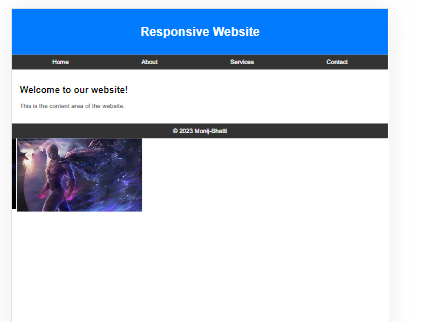 Responsive Website
Home About Services Contact
Welcome to our website!
This is the content area of the website.
© 2023 Monij-Bhatti